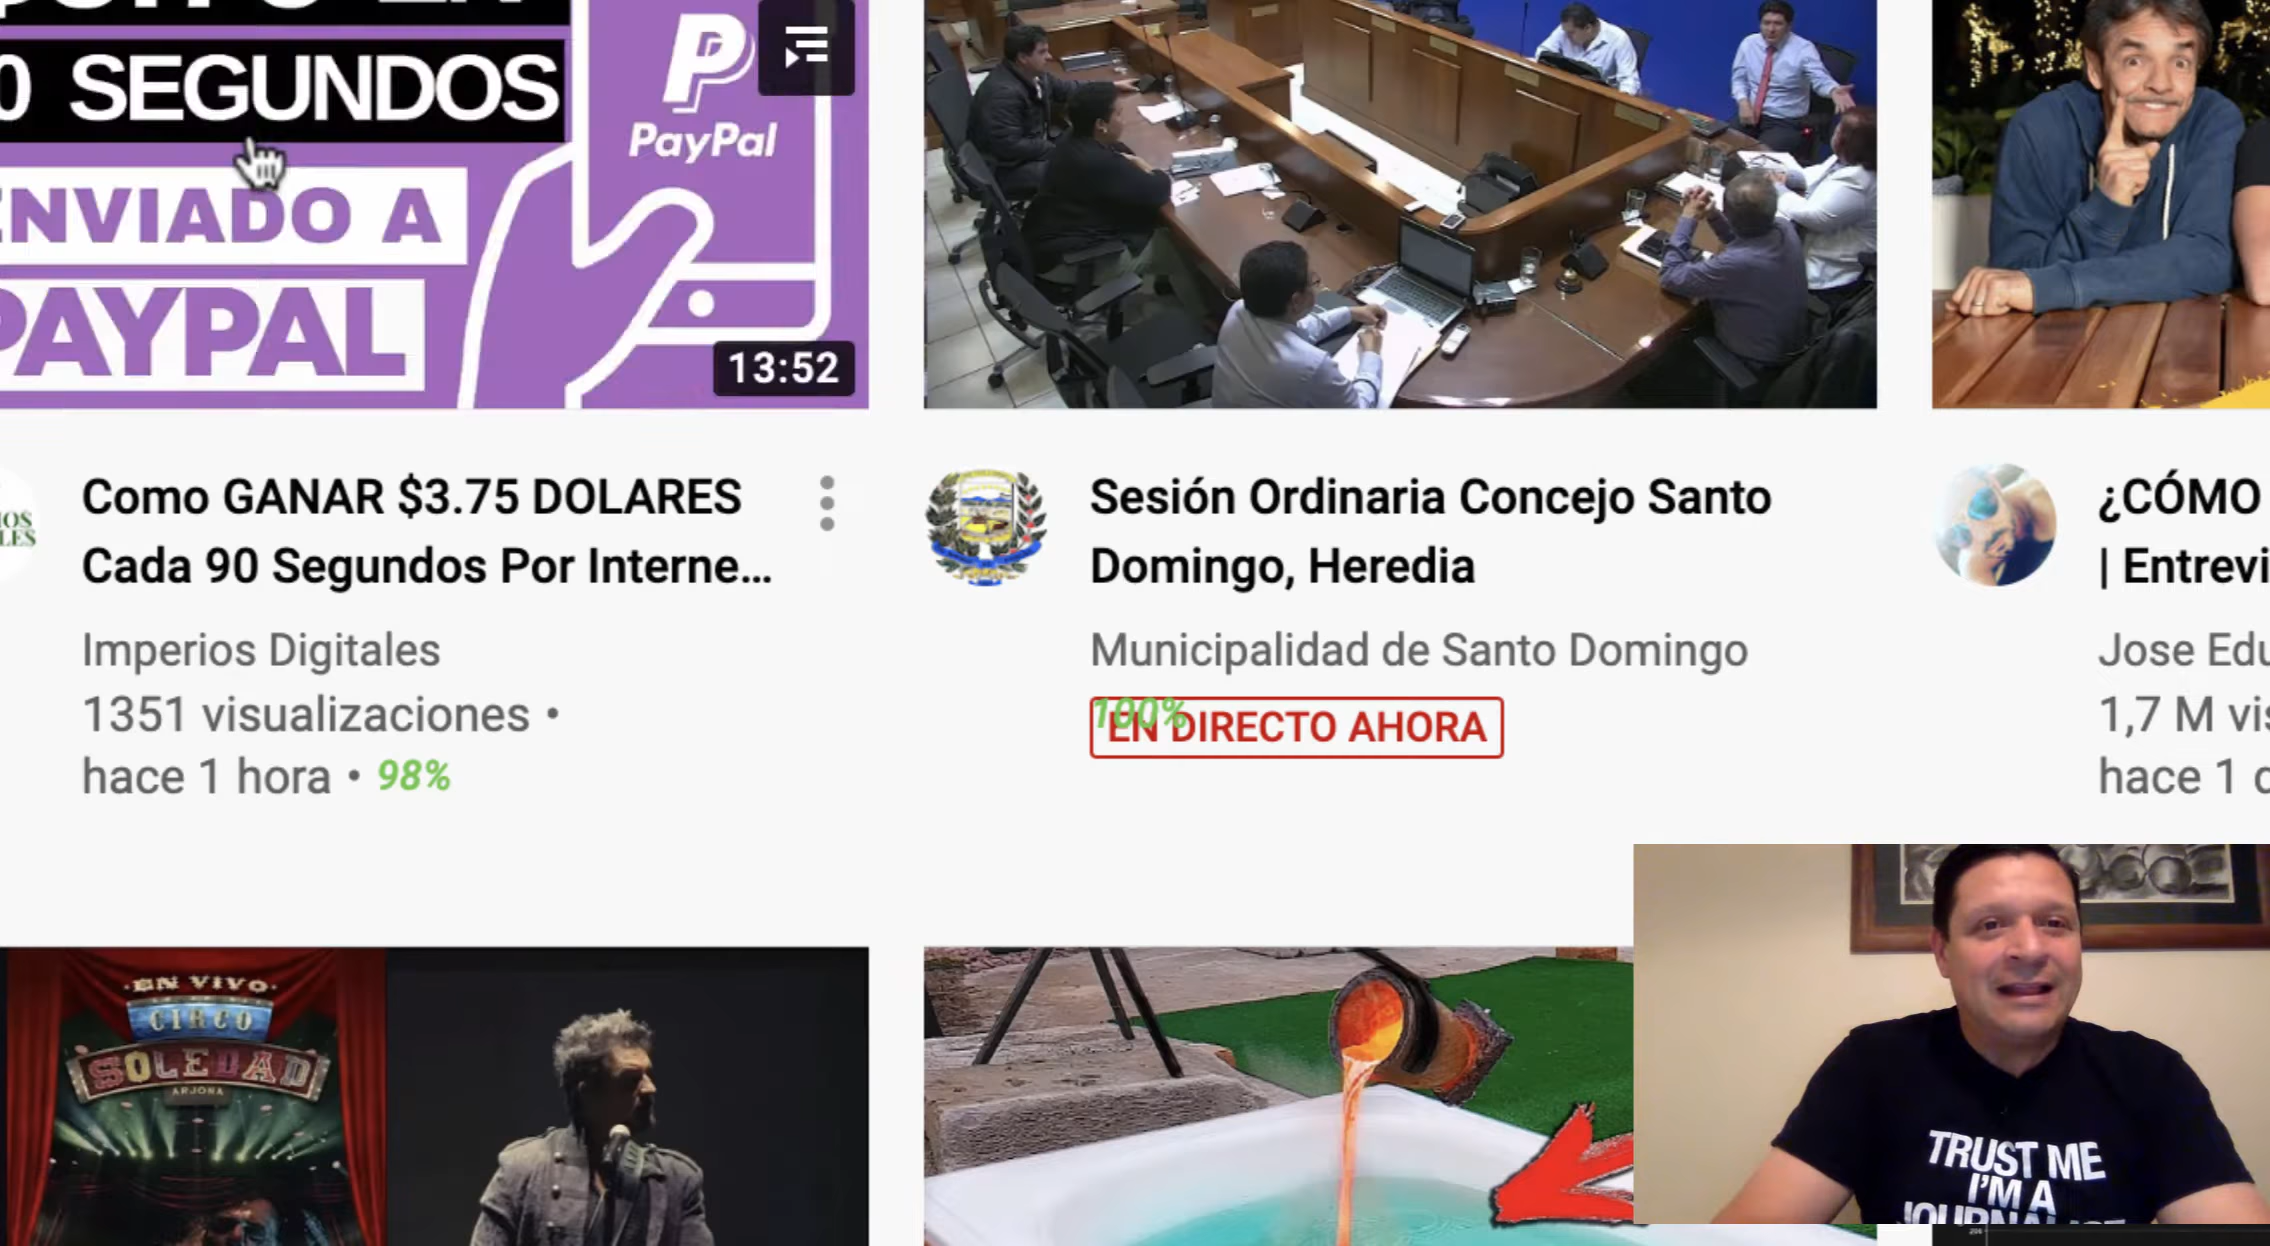 SEGUNDOS
PayPal
ENVIADO A
PAYPAL
13:52
Como GANAR $3.75 DOLARES
Cada 90 Segundos Por Interne...
Imperios Digitales
1351 visualizaciones •
hace 1 hora • 98%
Sesión Ordinaria Concejo Santo
Domingo, Heredia
Municipalidad de Santo Domingo
100%
EN DIRECTO AHORA
¿CÓMO
| Entrevi
Jose Edu
1,7 M vis
hace 1 d
·EN VIVO·
CIRCO
SOLEDAD
ARJONA
TRUST ME
I'M A